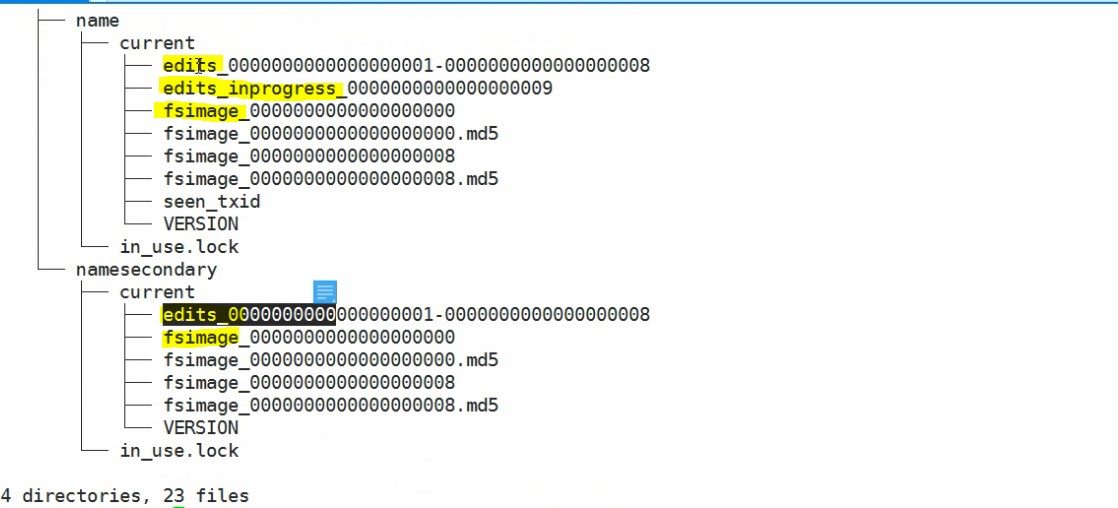 name
current
edits_0000000000000000001-0000000000000000008
edits_inprogress_0000000000000000009
fsimage_0000000000000000000
fsimage_0000000000000000000.md5
fsimage_0000000000000000008
fsimage_0000000000000000008.md5
seen_txid
VERSION
in_use.lock
namesecondary
current
edits_0000000000000000001-0000000000000000008
fsimage_0000000000000000000
fsimage_0000000000000000000.md5
fsimage_0000000000000000008
fsimage_0000000000000000008.md5
VERSION
in_use.lock
4 directories, 23 files